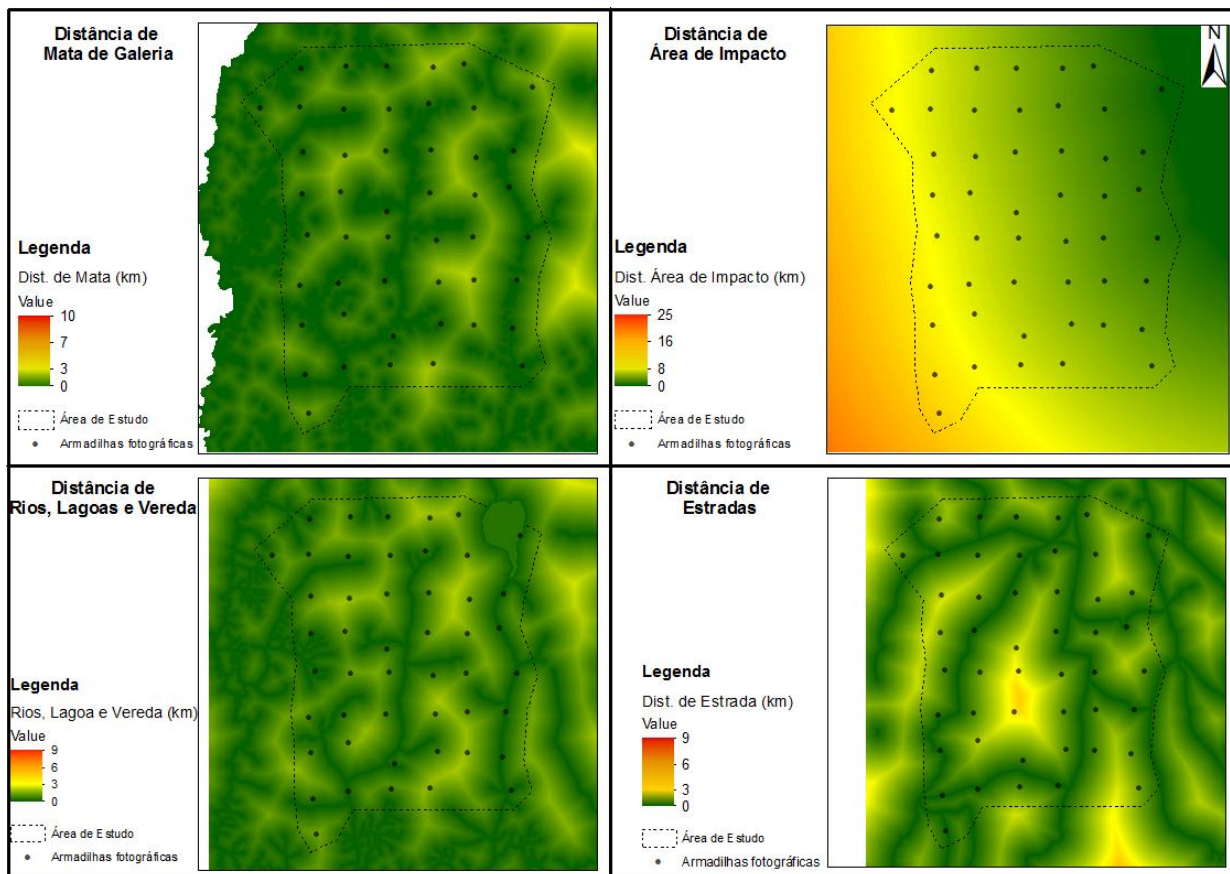 Distância de
Mata de Galeria
Legenda
Dist. de Mata (km)
Value
10
7
3
0
Área de Estudo
Armadilhas fotográficas
Distância de
Área de Impacto
N
Legenda
Dist. Área de Impacto (km)
Value
25
16
8
0
Área de Estudo
Armadilhas fotográficas
Distância de
Rios, Lagoas e Vereda
Legenda
Rios, Lagoa e Vereda (km)
Value
9
6
3
0
Área de Estudo
Armadilhas fotográficas
Distância de
Estradas
Legenda
Dist. de Estrada (km)
Value
9
6
3
0
Área de Estudo
Armadilhas fotográficas